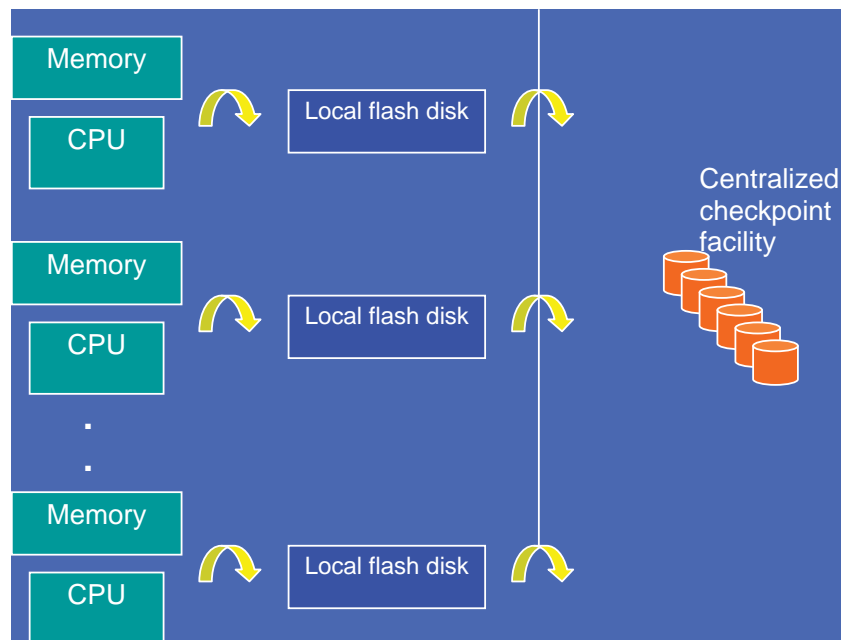 Memory
CPU
Local flash disk
Memory
CPU
Local flash disk
.
.
Memory
CPU
Local flash disk
Centralized
checkpoint
facility